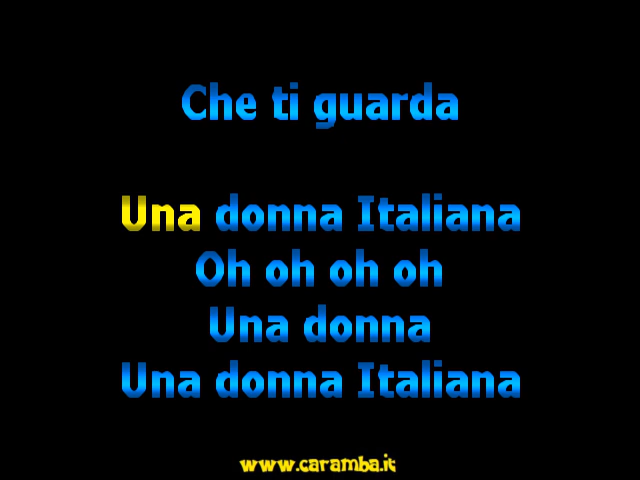 Che ti guarda
Una donna Italiana
Oh oh oh oh
Una donna
Una donna Italiana
www.caramba.it